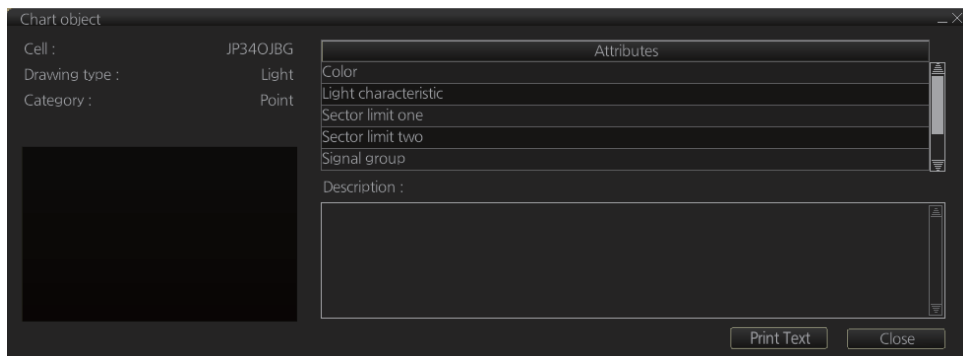 Chart object
Cell : JP34OJBG
Drawing type : Light
Category : Point
Attributes
Color
Light characteristic
Sector limit one
Sector limit two
Signal group
Description :
Print Text Close